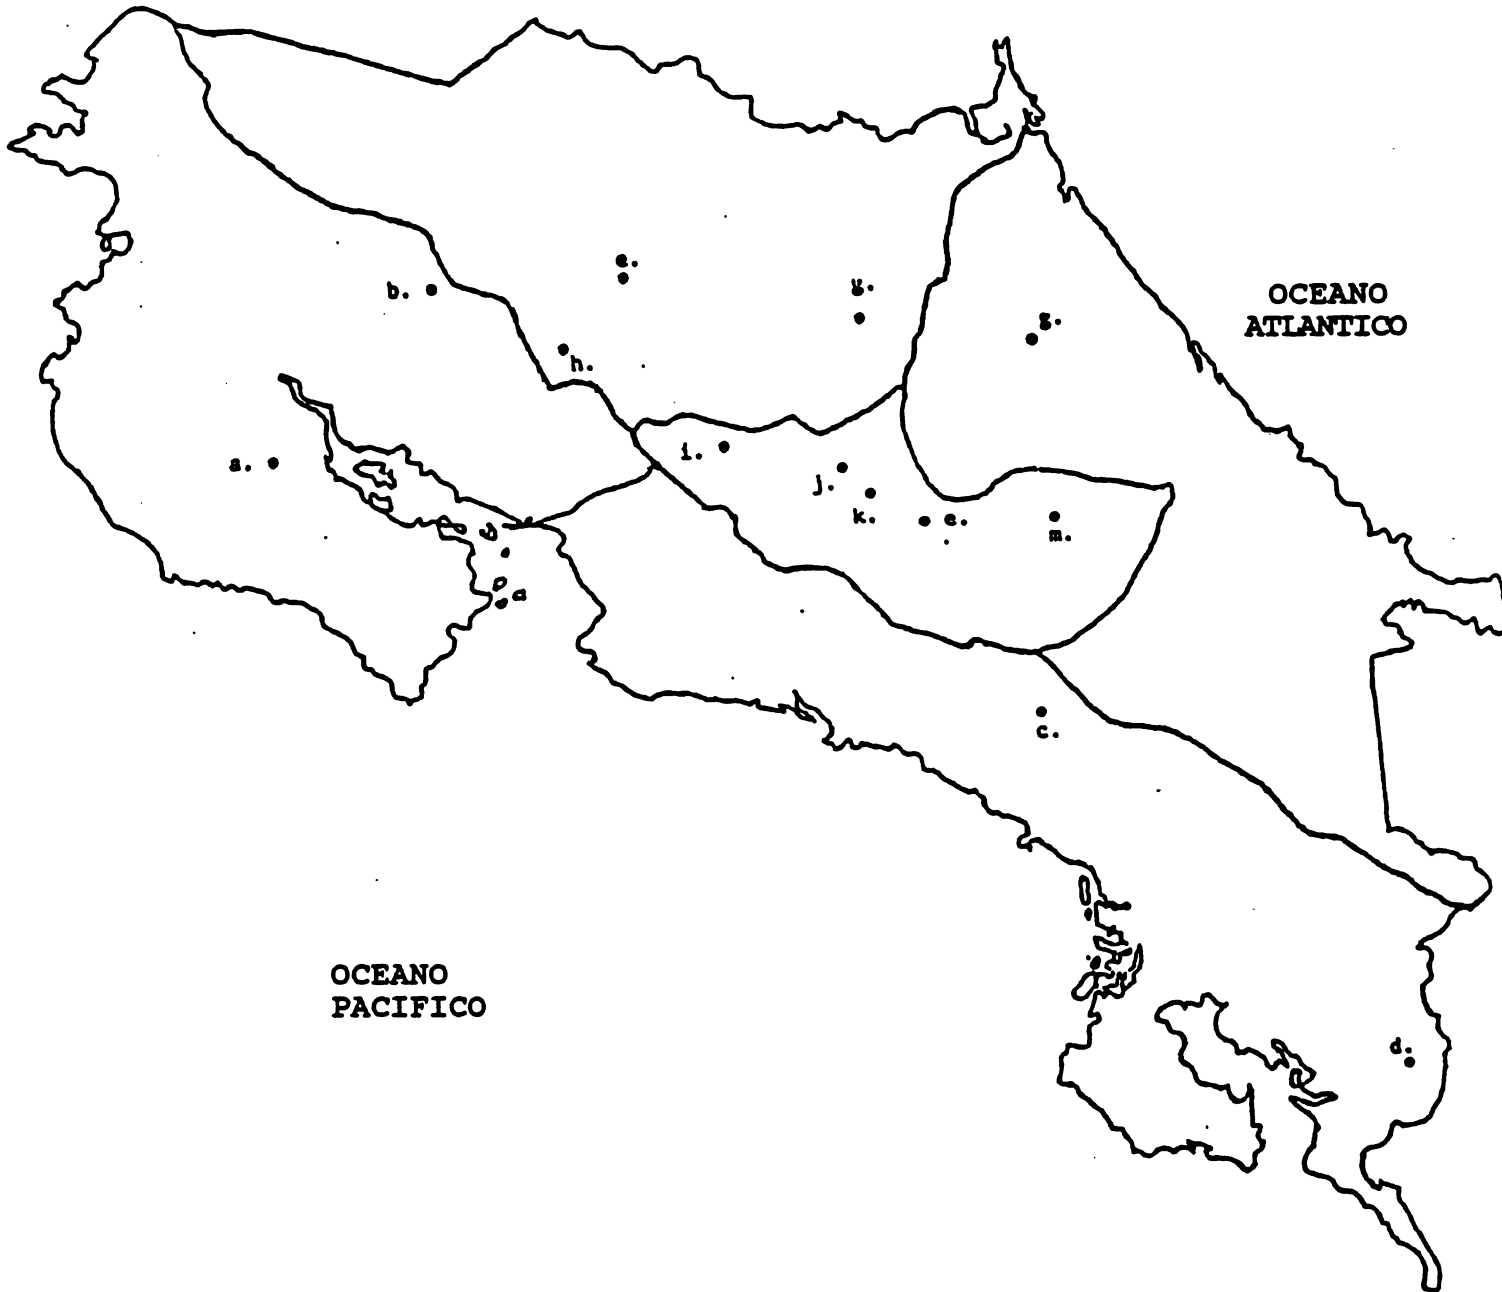 e.
b.
g.
OCEANO
ATLANTICO
g.
h.
i.
a.
j.
k.
e.
m.
c.
OCEANO
PACIFICO
d.